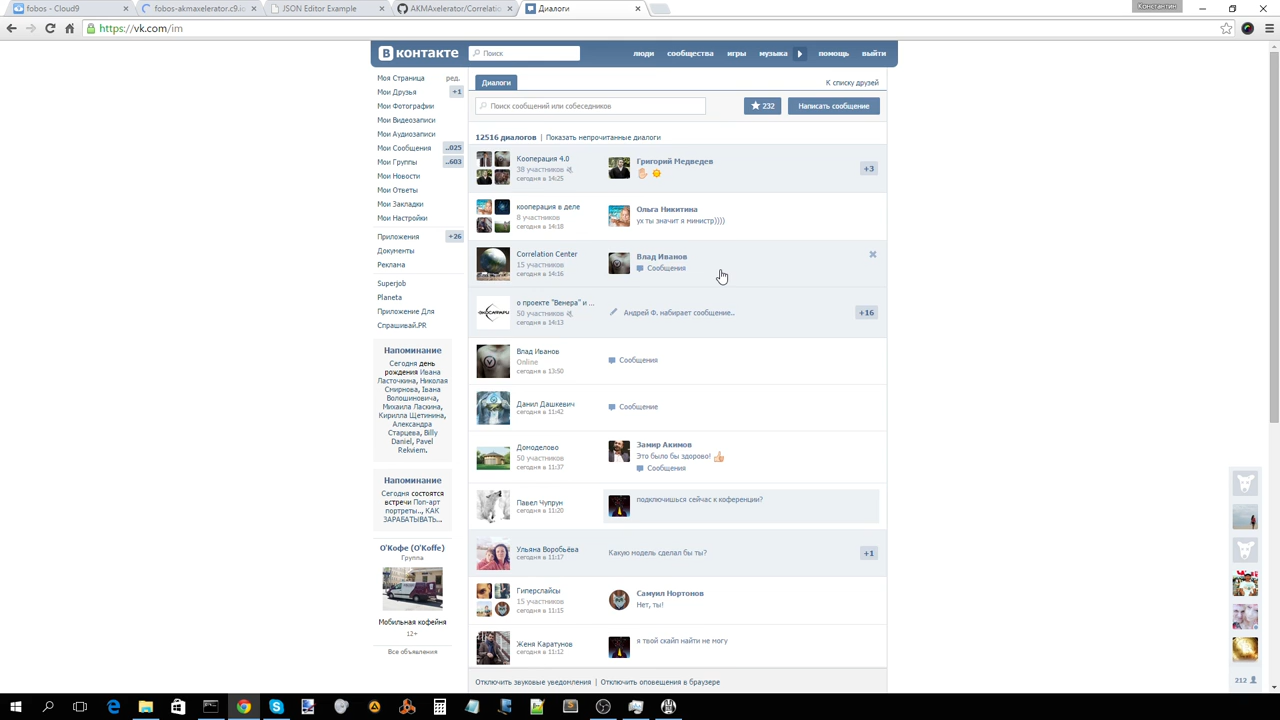 fobos - Cloud9
fobos-akmaxelerator.c9.io
JSON Editor Example
AKMAxelerator/Correlatio
Диалоги
Константин
https://vk.com/im
В контакте
Поиск
люди
сообщества
игры
музыка
помощь
выйти
Моя Страница
ред.
Мои Друзья
+1
Мои Фотографии
Мои Видеозаписи
Мои Аудиозаписи
Мои Сообщения
..025
Мои Группы
..603
Мои Новости
Мои Ответы
Мои Закладки
Мои Настройки
Приложения
+26
Документы
Реклама
Superjob
Planeta
Приложение Для
Спрашивай.PR
Напоминание
Сегодня день
рождения Ивана
Ласточкина, Николая
Смирнова, Івана
Волошиновича,
Михаила Ласкина,
Кирилла Щетинина,
Александра
Старцева, Billy
Daniel, Pavel
Rekviem.
Напоминание
Сегодня состоятся
встречи Поп-арт
портреты.., КАК
ЗАРАБАТЫВАТЬ...
О'Кофе (O'Koffe)
Группа
Мобильная кофейня
12+
Все объявления
Диалоги
К списку друзей
Поиск сообщений или собеседников
232
Написать сообщение
12516 диалогов | Показать непрочитанные диалоги
Кооперация 4.0
38 участников
сегодня в 14:25
Григорий Медведев
+3
кооперация в деле
8 участников
сегодня в 14:18
Ольга Никитина
ух ты значит я министр))))
Correlation Center
15 участников
сегодня в 14:16
Влад Иванов
Сообщения
о проекте "Венера" и ...
50 участников
сегодня в 14:13
Андрей Ф. набирает сообщение..
+16
Влад Иванов
Online
сегодня в 13:50
Сообщения
Данил Дашкевич
сегодня в 11:42
Сообщение
Домоделово
50 участников
сегодня в 11:37
Замир Акимов
Это было бы здорово!
Сообщения
Павел Чупрун
сегодня в 11:20
подключишься сейчас к коференции?
Ульяна Воробьёва
сегодня в 11:17
Какую модель сделал бы ты?
+1
Гиперслайсы
15 участников
сегодня в 11:15
Самуил Нортонов
Нет, ты!
Женя Каратунов
сегодня в 11:12
я твой скайп найти не могу
Отключить звуковые уведомления | Отключить оповещения в браузере
212